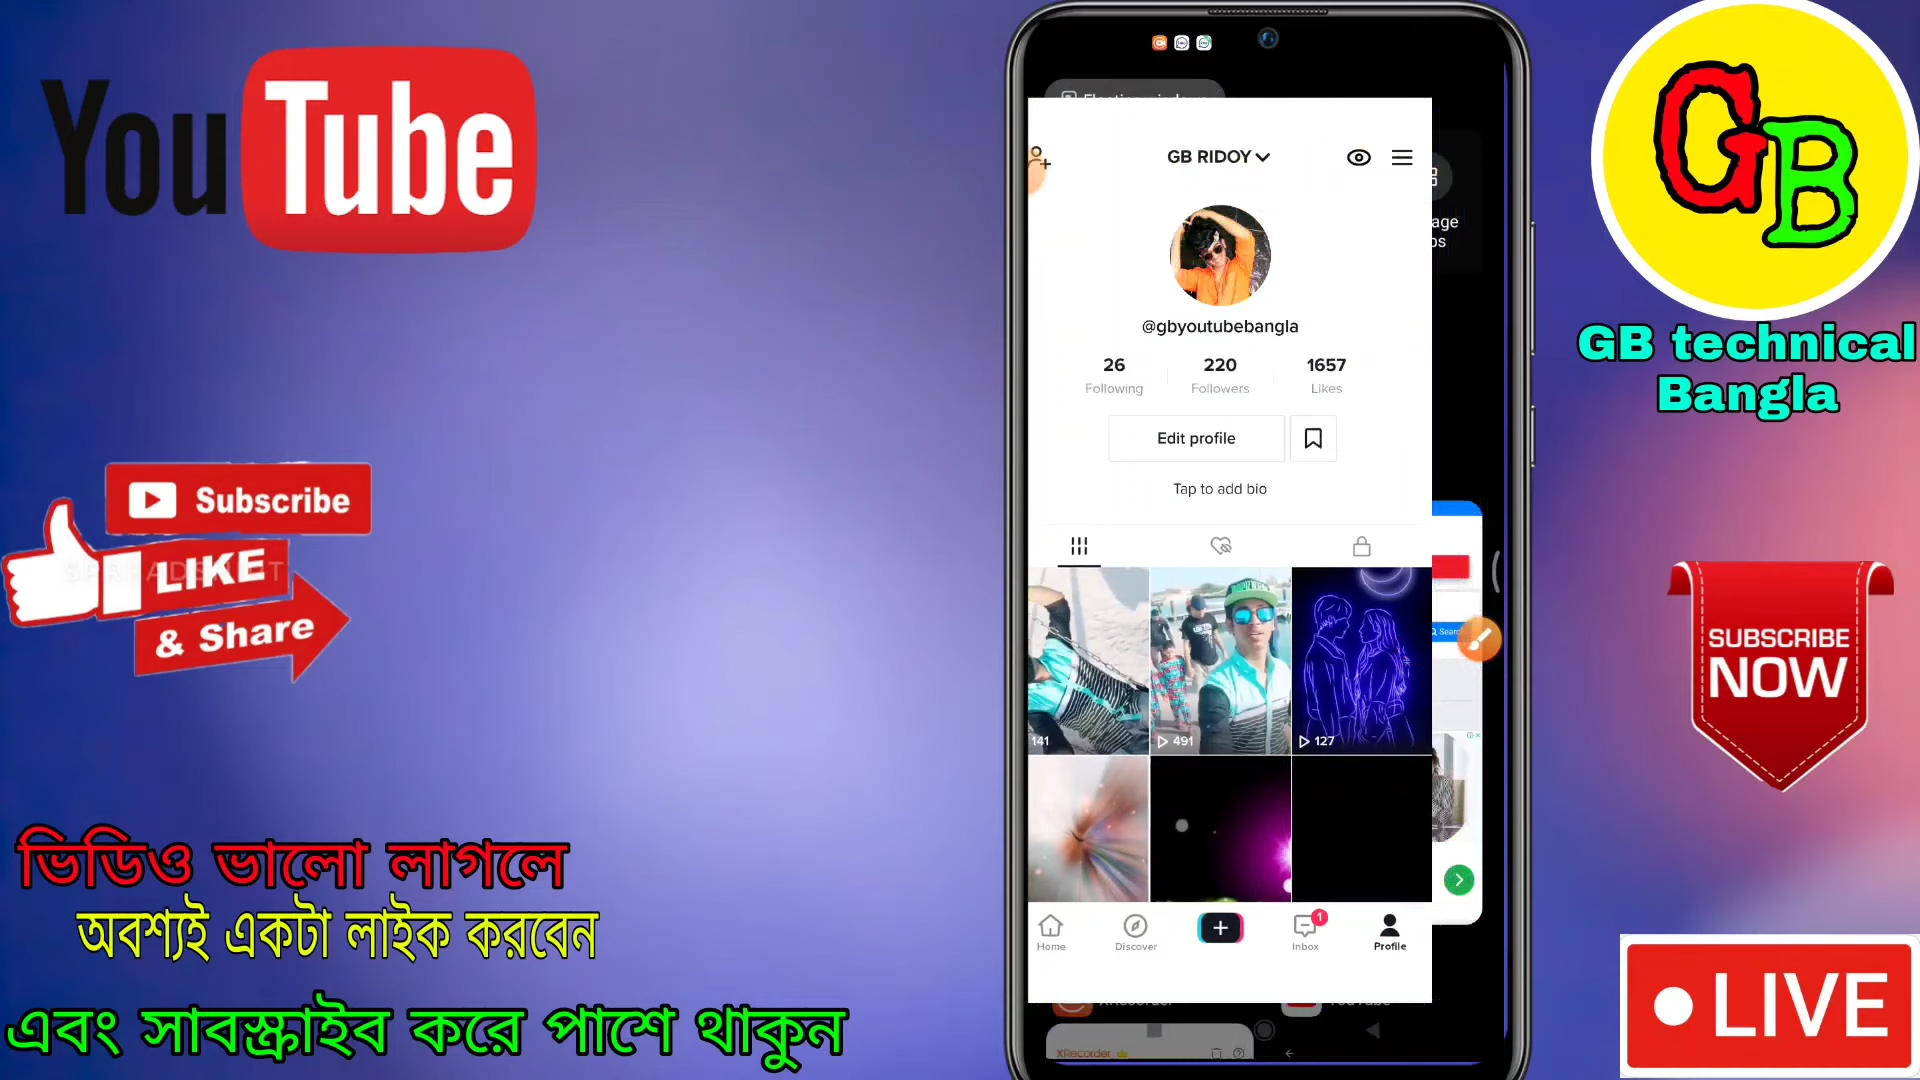 YouTube
Subscribe
LIKE
& Share
ভিডিও ভালো লাগলে
অবশ্যই একটা লাইক করবেন
এবং সাবস্ক্রাইব করে পাশে থাকুন
GB RIDOY
@gbyoutubebangla
26
220
1657
Following
Followers
Likes
Edit profile
Tap to add bio
141
491
127
Home
Discover
Inbox
1
Profile
XRecorder
GB
GB technical
Bangla
SUBSCRIBE
NOW
LIVE